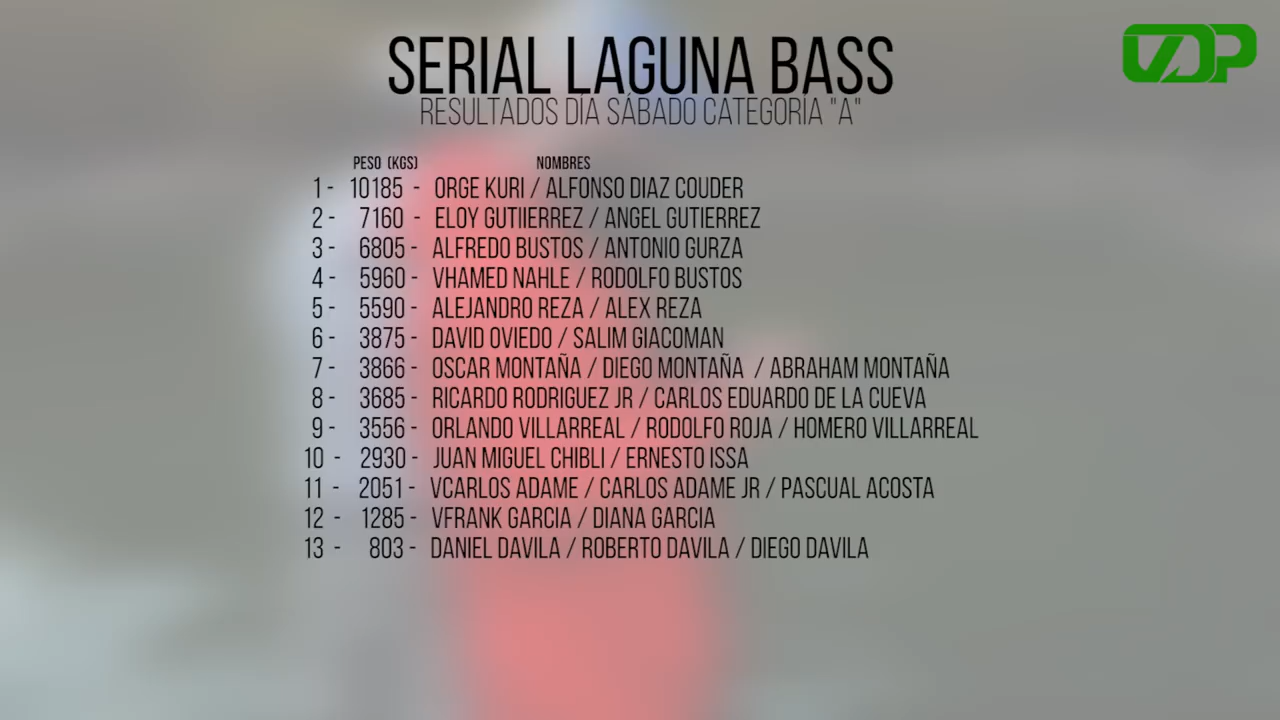 SERIAL LAGUNA BASS
VDP
RESULTADOS DÍA SÁBADO CATEGORÍA "A"
PESO (KGS) NOMBRES
1 - 10185 - ORGE KURI / ALFONSO DIAZ COUDER
2 - 7160 - ELOY GUTIIERREZ / ANGEL GUTIERREZ
3 - 6805 - ALFREDO BUSTOS / ANTONIO GURZA
4 - 5960 - VHAMED NAHLE / RODOLFO BUSTOS
5 - 5590 - ALEJANDRO REZA / ALEX REZA
6 - 3875 - DAVID OVIEDO / SALIM GIACOMAN
7 - 3866 - OSCAR MONTAÑA / DIEGO MONTAÑA / ABRAHAM MONTAÑA
8 - 3685 - RICARDO RODRIGUEZ JR / CARLOS EDUARDO DE LA CUEVA
9 - 3556 - ORLANDO VILLARREAL / RODOLFO ROJA / HOMERO VILLARREAL
10 - 2930 - JUAN MIGUEL CHIBLI / ERNESTO ISSA
11 - 2051 - VCARLOS ADAME / CARLOS ADAME JR / PASCUAL ACOSTA
12 - 1285 - VFRANK GARCIA / DIANA GARCIA
13 - 803 - DANIEL DAVILA / ROBERTO DAVILA / DIEGO DAVILA